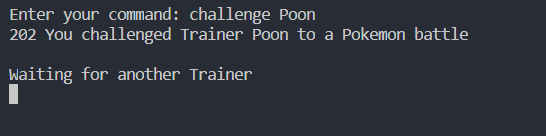 Enter your command: challenge Poon
202 You challenged Trainer Poon to a Pokemon battle
Waiting for another Trainer